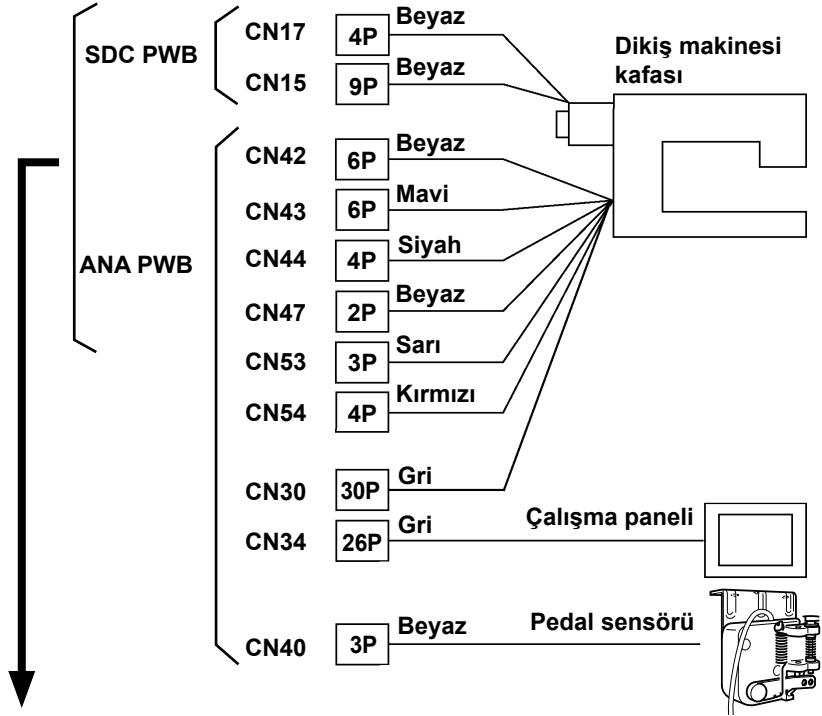 SDC PWB
CN17 4P Beyaz
CN15 9P Beyaz
Dikiş makinesi
kafası
ANA PWB
CN42 6P Beyaz
CN43 6P Mavi
CN44 4P Siyah
CN47 2P Beyaz
CN53 3P Sarı
CN54 4P Kırmızı
CN30 30P Gri
CN34 26P Gri Çalışma paneli
CN40 3P Beyaz Pedal sensörü